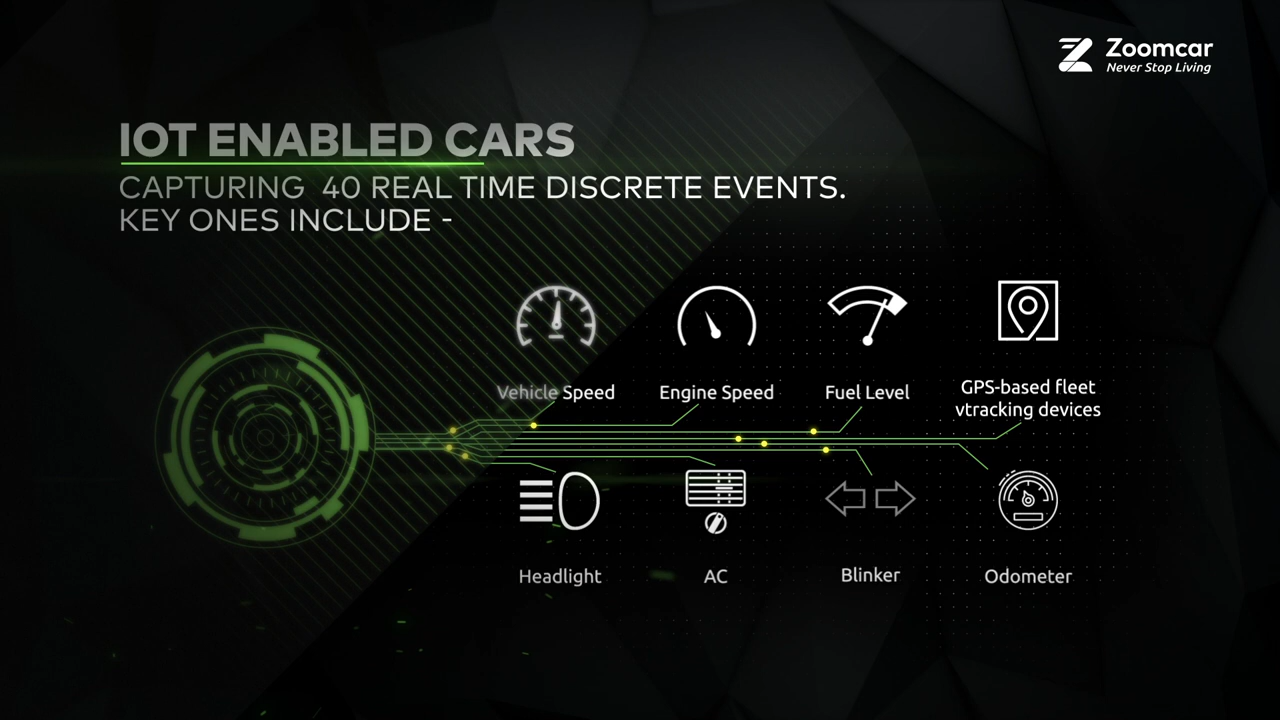 Zoomcar
Never Stop Living
IOT ENABLED CARS
CAPTURING 40 REAL TIME DISCRETE EVENTS.
KEY ONES INCLUDE -
Vehicle Speed
Engine Speed
Fuel Level
GPS-based fleet
vtracking devices
Headlight
AC
Blinker
Odometer